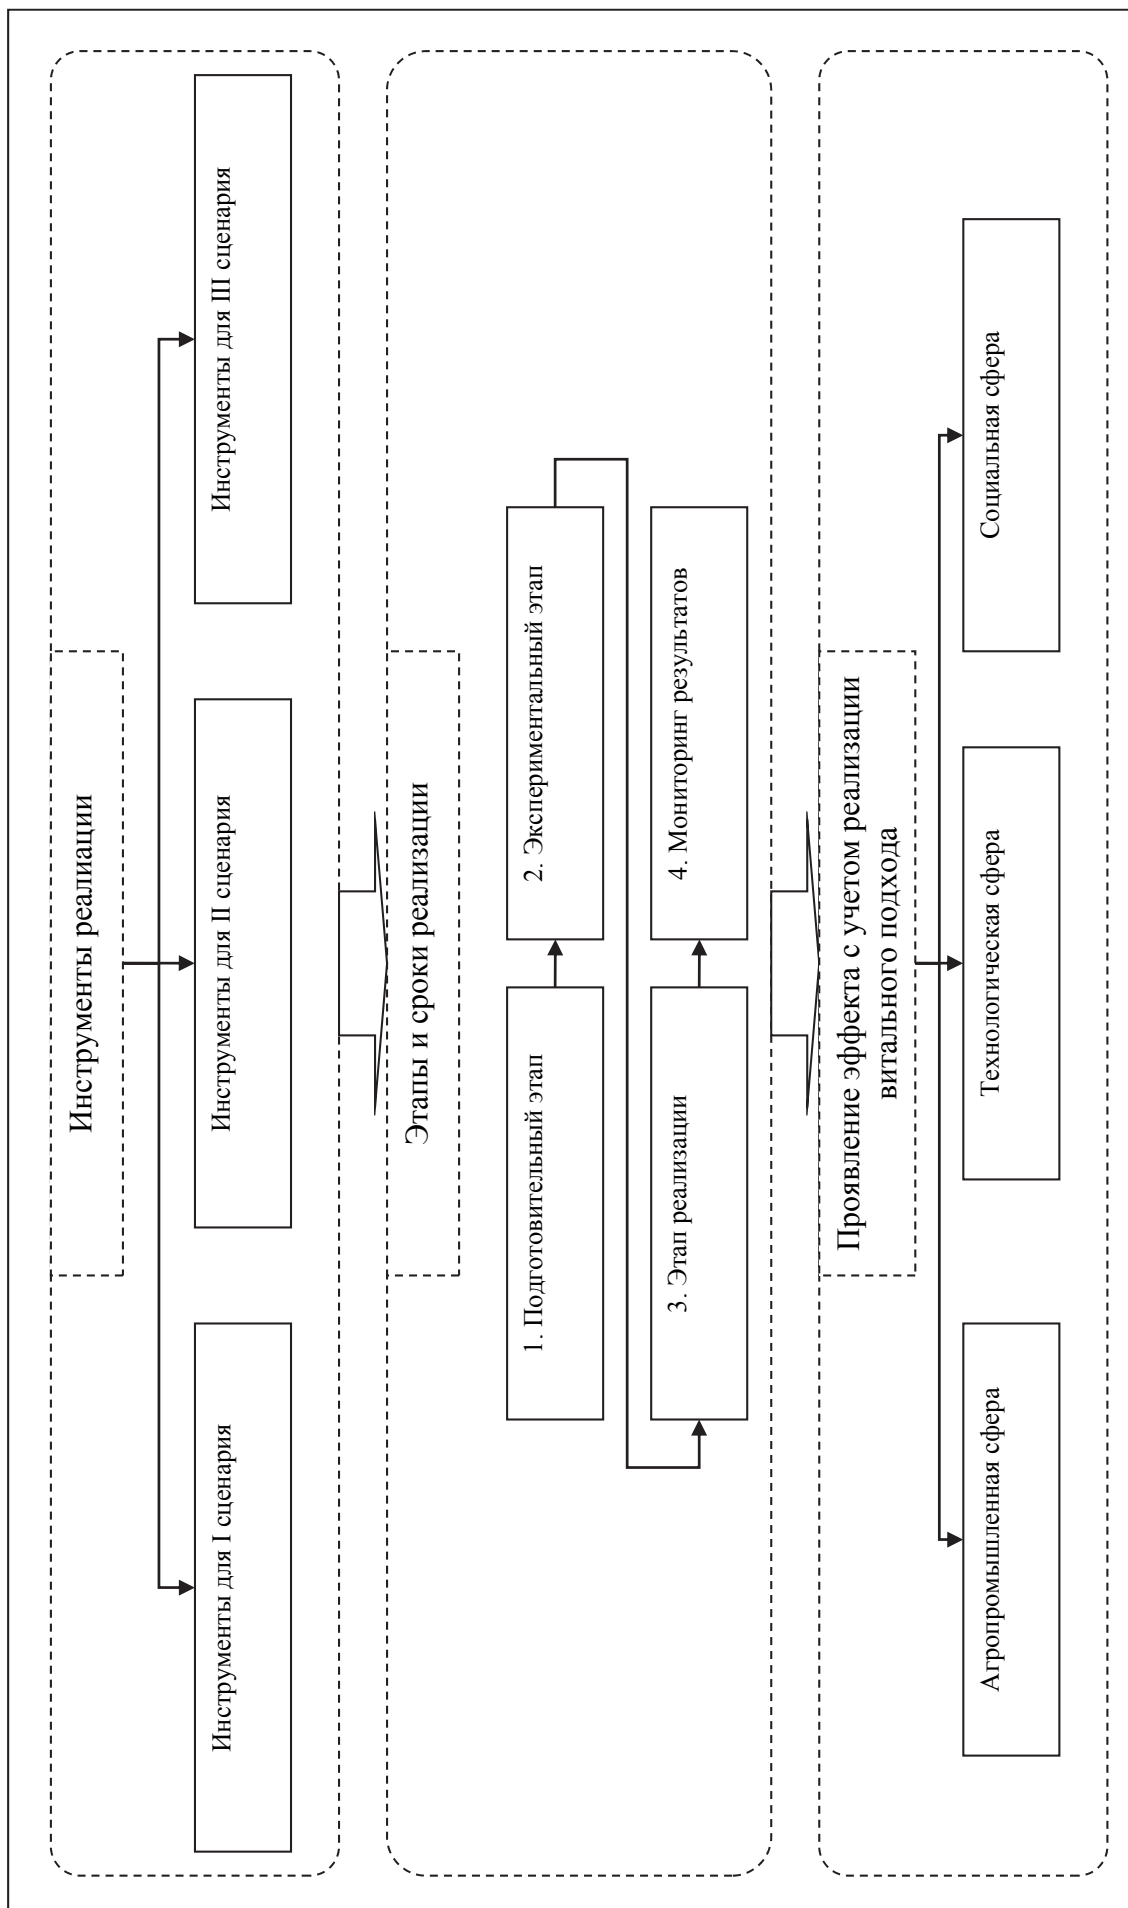 Инструменты реалиации
Инструменты для I сценария
Инструменты для II сценария
Инструменты для III сценария
Этапы и сроки реализации
1. Подготовительный этап
2. Экспериментальный этап
3. Этап реализации
4. Мониторинг результатов
Проявление эффекта с учетом реализации
витального подхода
Агропромышленная сфера
Технологическая сфера
Социальная сфера